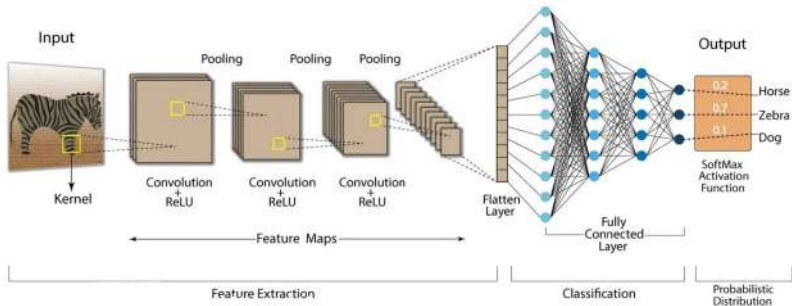 Input
Pooling
Pooling
Pooling
Output
0.2
Horse
0.7
Zebra
0.1
Dog
Kernel
Convolution
+
ReLU
Convolution
+
ReLU
Convolution
+
ReLU
Flatten
Layer
SoftMax
Activation
Function
Feature Maps
Fully
Connected
Layer
Feature Extraction
Classification
Probabilistic
Distribution